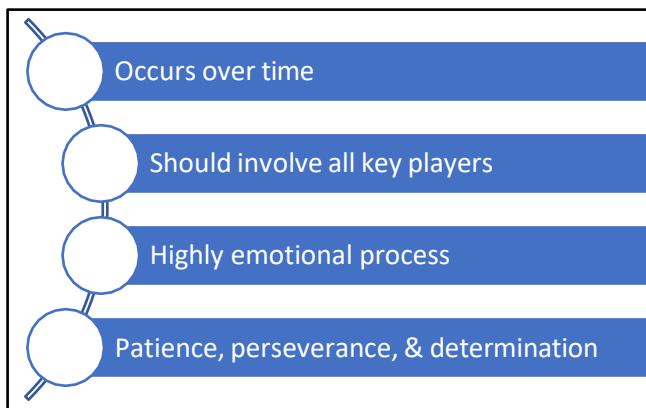 Occurs over time
Should involve all key players
Highly emotional process
Patience, perseverance, & determination